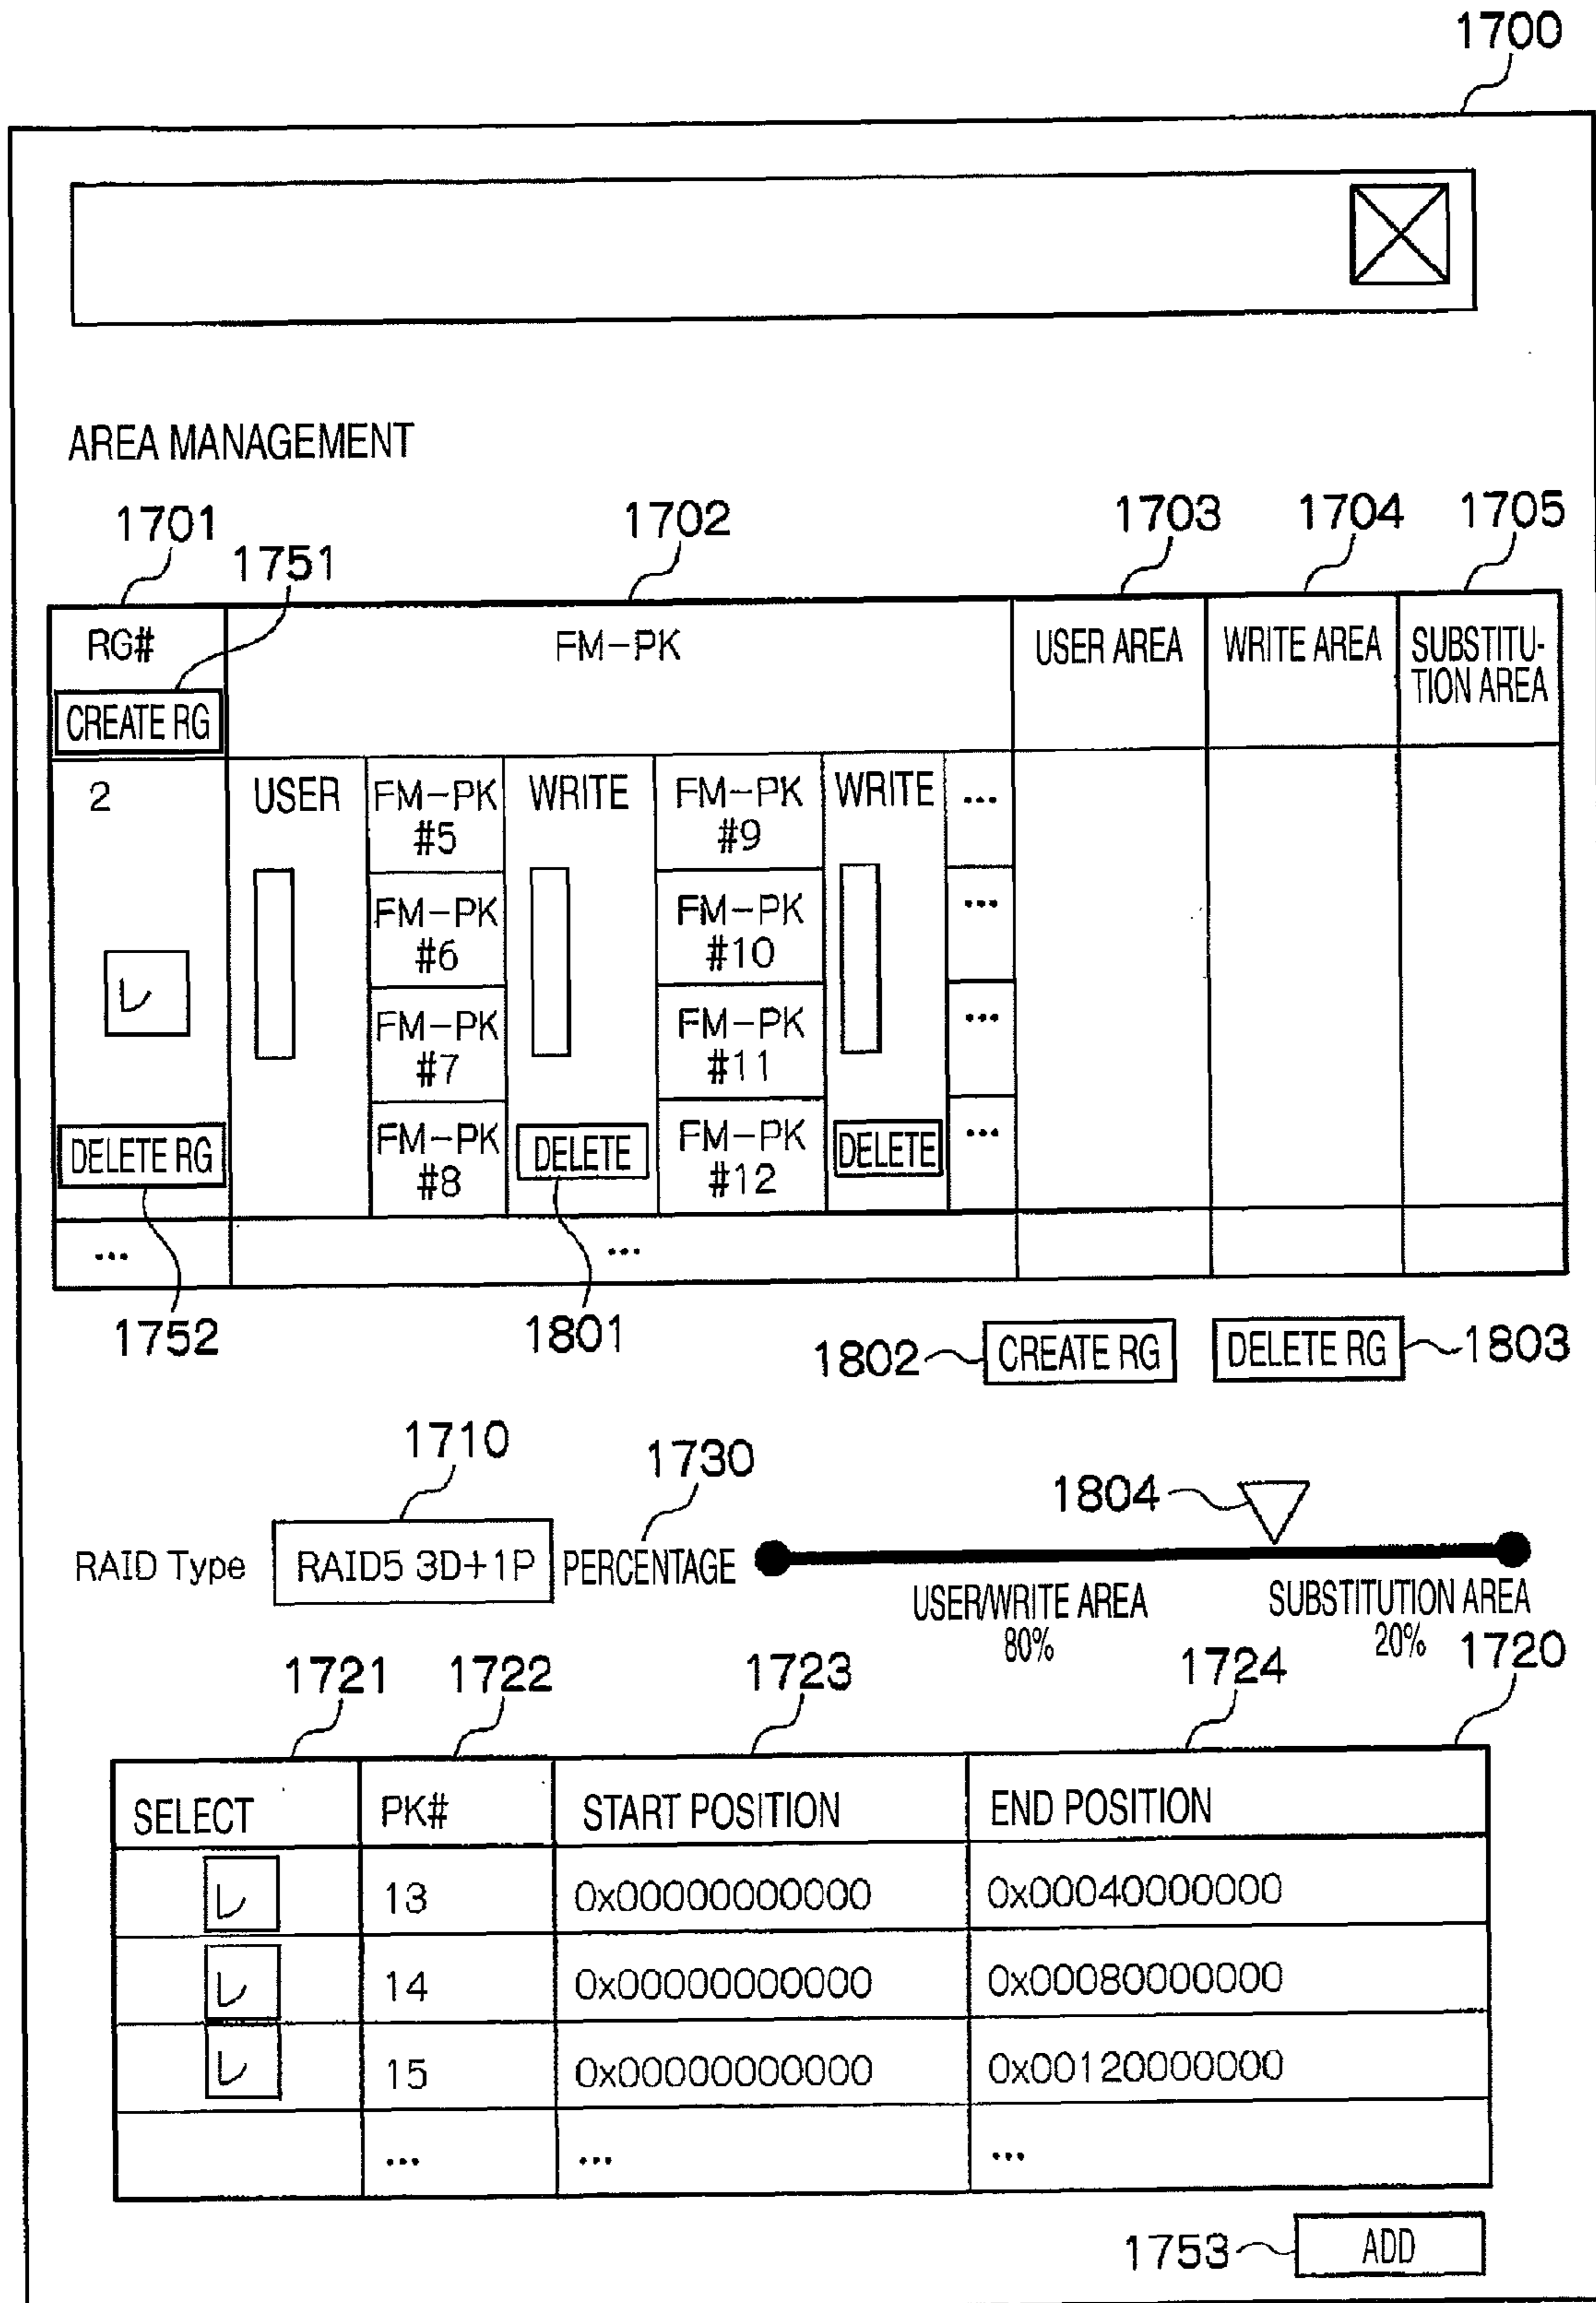 1700
AREA MANAGEMENT
1701
1751
1702
1703
1704
1705
RG#
CREATE RG
FM-PK
USER AREA
WRITE AREA
SUBSTITU-
TION AREA
2
DELETE RG
USER
FM-PK
#5
FM-PK
#6
FM-PK
#7
FM-PK
#8
WRITE
DELETE
FM-PK
#9
FM-PK
#10
FM-PK
#11
FM-PK
#12
WRITE
DELETE
...
...
...
...
...
...
1752
1801
1802
CREATE RG
DELETE RG
1803
1710
1730
1804
RAID Type
RAID5 3D+1P
PERCENTAGE
USER/WRITE AREA
80%
SUBSTITUTION AREA
20%
1721
1722
1723
1724
1720
SELECT PK# START POSITION END POSITION
13 0x00000000000 0x00040000000
14 0x00000000000 0x00080000000
15 0x00000000000 0x00120000000
... ... ...
1753
ADD